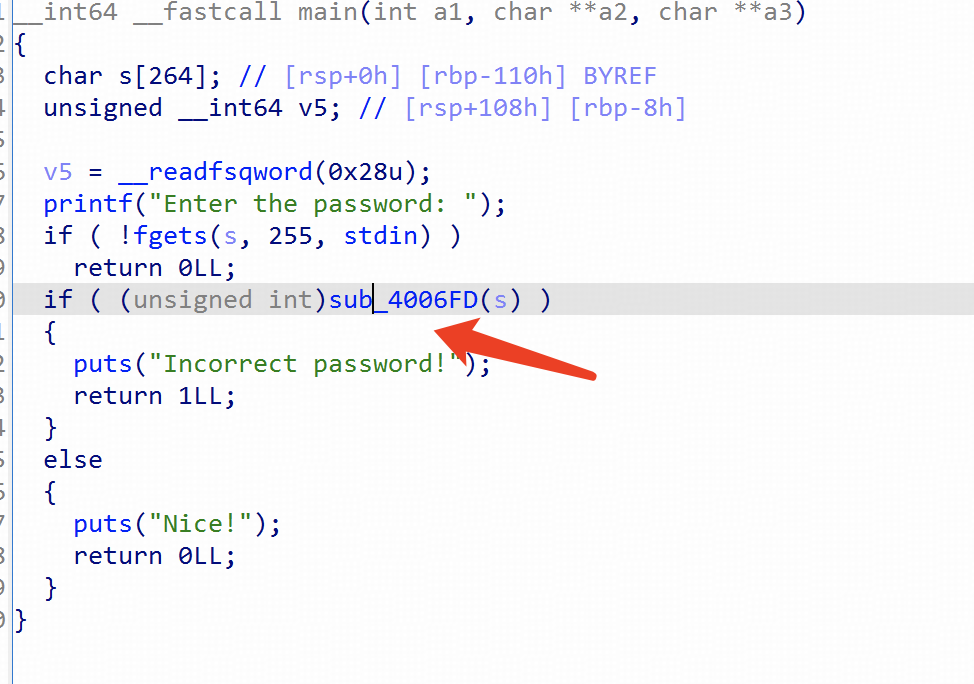 __int64 __fastcall main(int a1, char **a2, char **a3)
{
char s[264]; // [rsp+0h] [rbp-110h] BYREF
unsigned __int64 v5; // [rsp+108h] [rbp-8h]
v5 = __readfsqword(0x28u);
printf("Enter the password: ");
if ( !fgets(s, 255, stdin) )
return 0LL;
if ( (unsigned int)sub_4006FD(s) )
{
puts("Incorrect password!");
return 1LL;
}
else
{
puts("Nice!");
return 0LL;
}
}